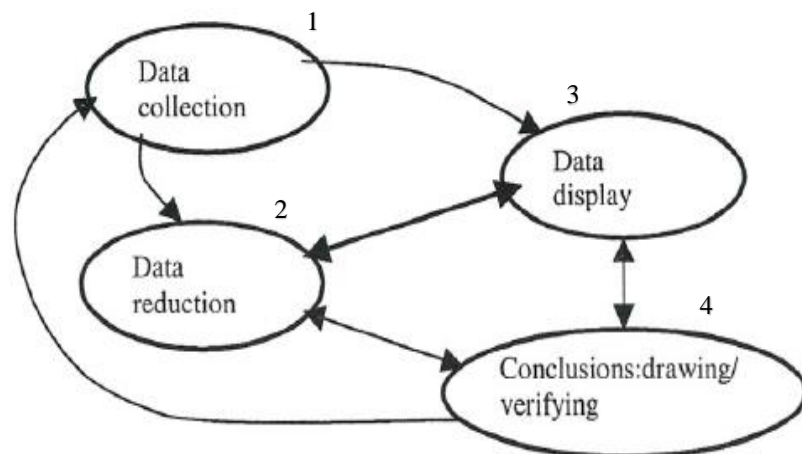 1
Data
collection
3
Data
display
2
Data
reduction
4
Conclusions:drawing/
verifying